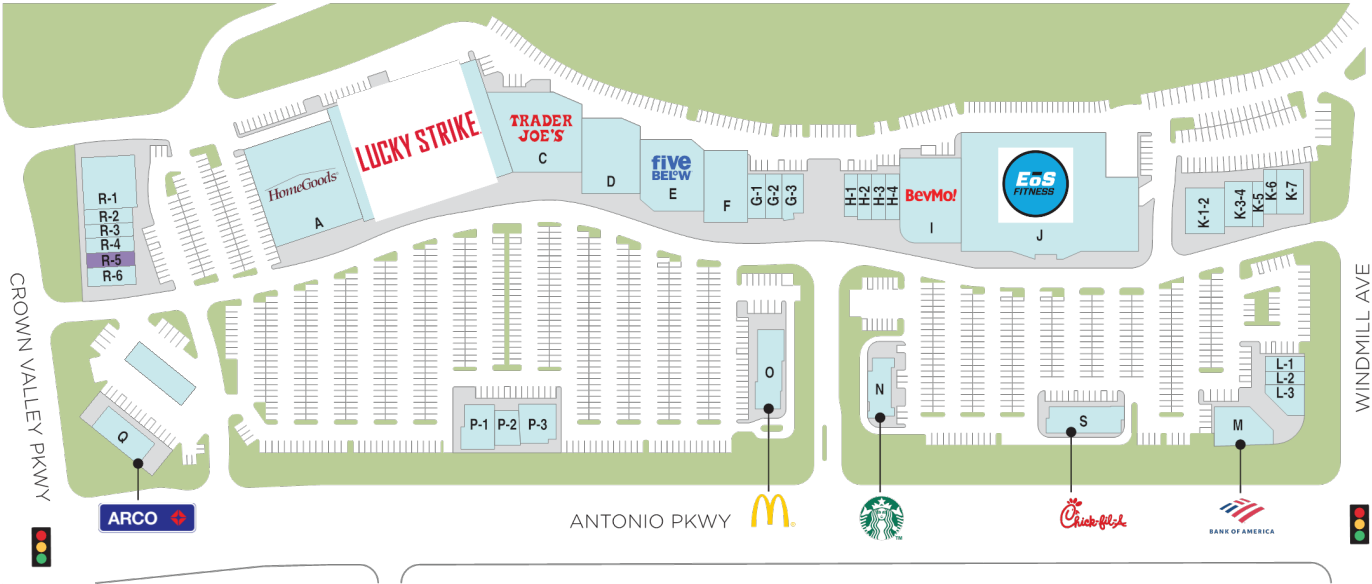 LUCKY STRIKE
TRADER
JOE'S
C
HomeGoods
A
D
five
BELOW
E
F
G-1
G-2
G-3
H-1
H-2
H-3
H-4
BevMo!
I
EōS
FITNESS
J
K-1-2
K-3-4
K-5
K-6
K-7
R-1
R-2
R-3
R-4
R-5
R-6
CROWN VALLEY PKWY
WINDMILL AVE
O
N
L-1
L-2
L-3
P-1
P-2
P-3
S
M
Q
ARCO
ANTONIO PKWY
TM
Chick-fil-A
BANK OF AMERICA